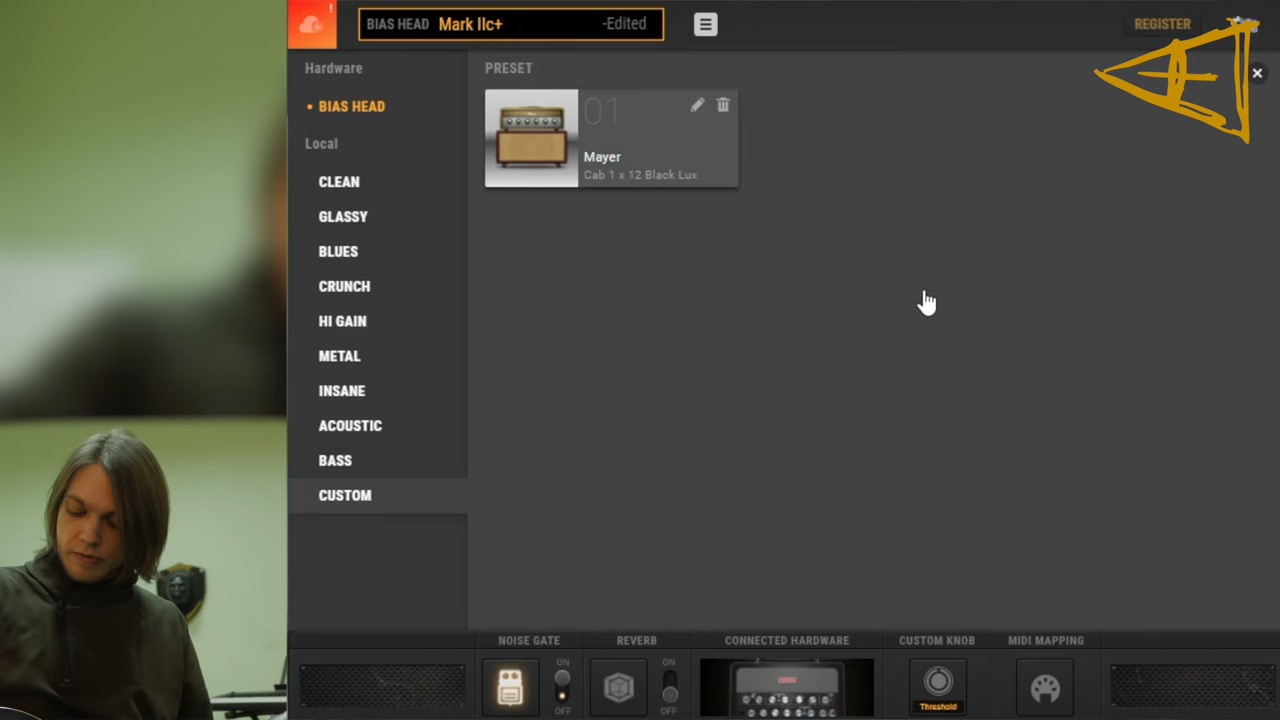 BIAS HEAD Mark IIc+ -Edited
REGISTER
Hardware
• BIAS HEAD
Local
CLEAN
GLASSY
BLUES
CRUNCH
HI GAIN
METAL
INSANE
ACOUSTIC
BASS
CUSTOM
PRESET
01
Mayer
Cab 1 x 12 Black Lux
NOISE GATE
ON
OFF
REVERB
ON
OFF
CONNECTED HARDWARE
CUSTOM KNOB
Threshold
MIDI MAPPING